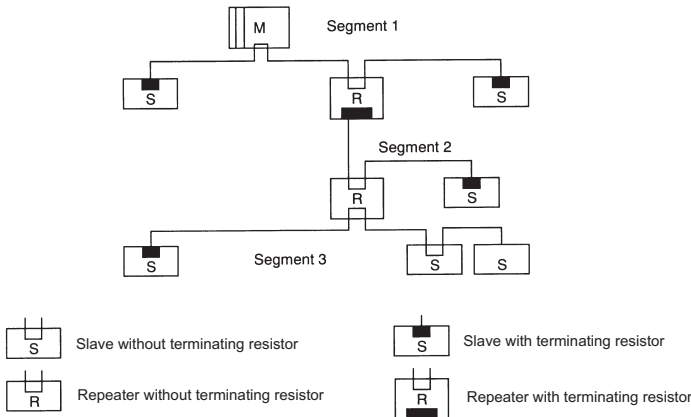 M
Segment 1
S
R
S
Segment 2
R
S
S
Segment 3
S
S
S
Slave without terminating resistor
S
Slave with terminating resistor
R
Repeater without terminating resistor
R
Repeater with terminating resistor